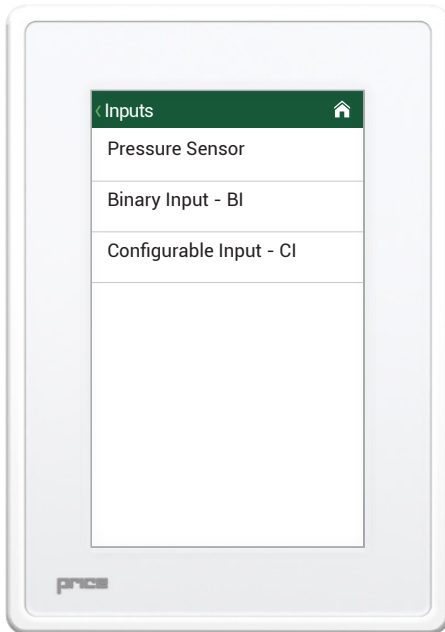 Inputs
Pressure Sensor
Binary Input - BI
Configurable Input - CI
price